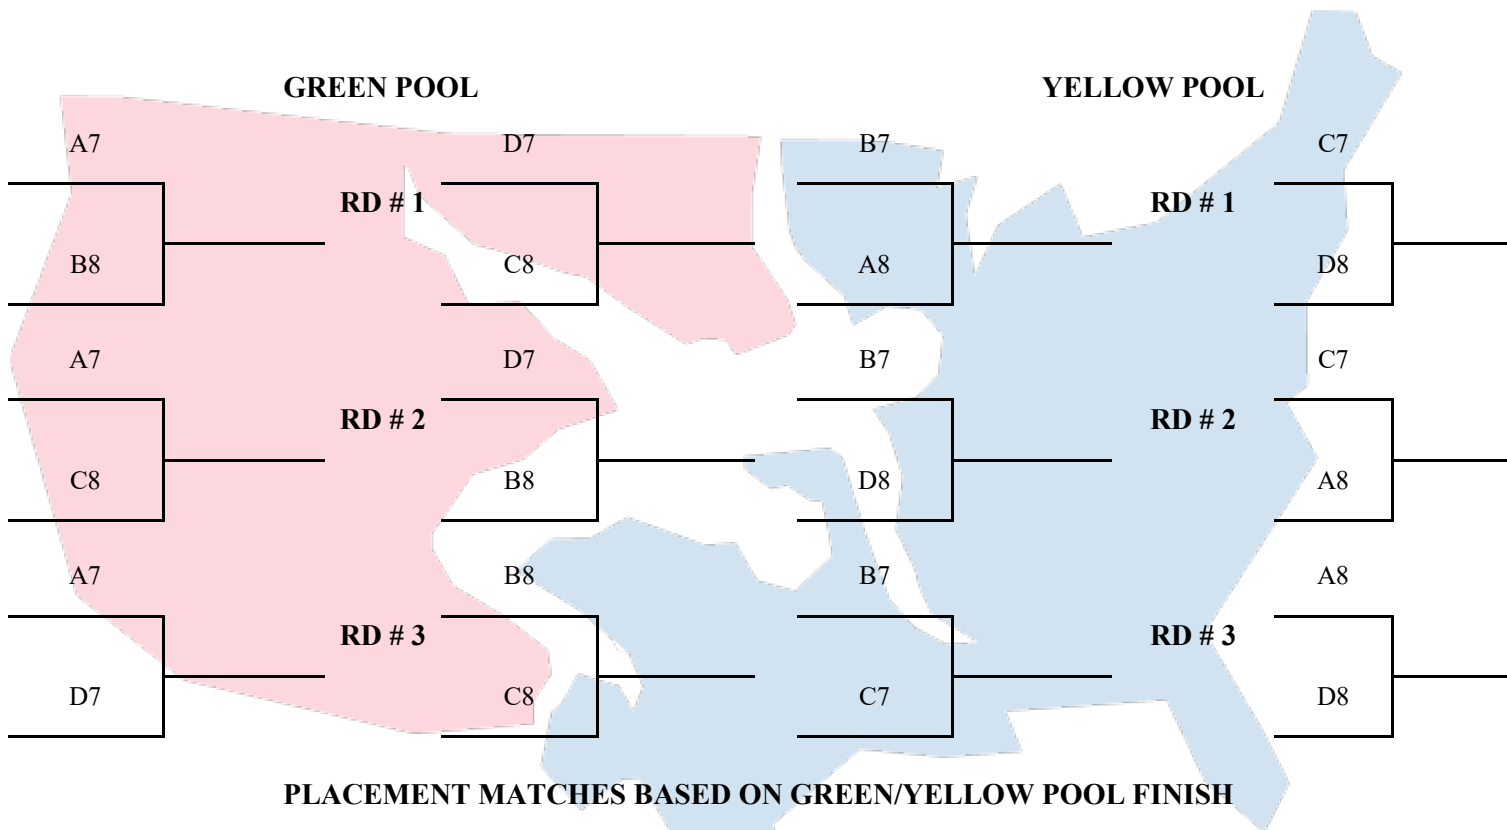 GREEN POOL YELLOW POOL
A7 D7 B7 C7
RD # 1 RD # 1
B8 C8 A8 D8
A7 D7 B7 C7
RD # 2 RD # 2
C8 B8 D8 A8
A7 B8 B7 A8
RD # 3 RD # 3
D7 C8 C7 D8
PLACEMENT MATCHES BASED ON GREEN/YELLOW POOL FINISH